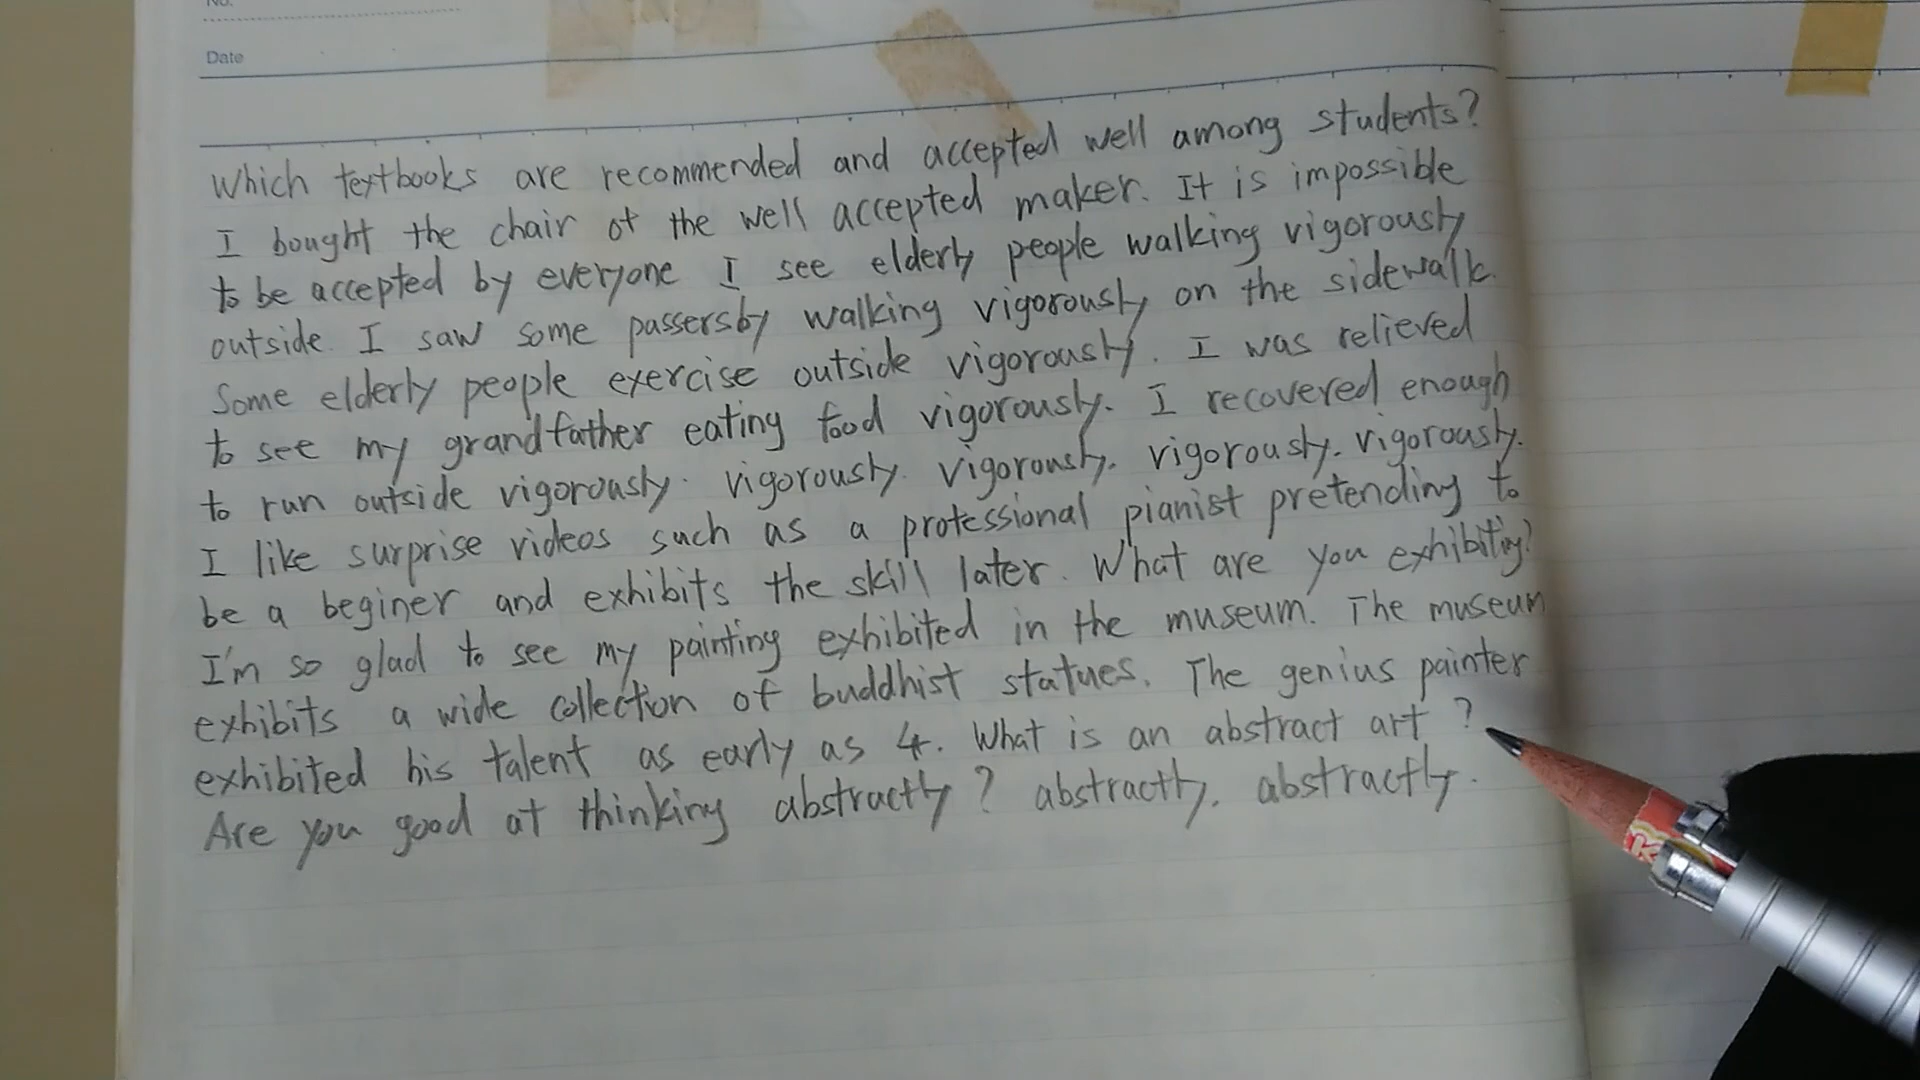 No.
Date
Which textbooks are recommended and accepted well among students?
I bought the chair of the well accepted maker. It is impossible
to be accepted by everyone I see elderly people walking vigorously
outside. I saw some passersby walking vigorously on the sidewalk.
Some elderly people exercise outside vigorously. I was relieved
to see my grandfather eating food vigorously. I recovered enough
to run outside vigorously. vigorously. vigorously. vigorously. vigorously.
I like surprise videos such as a professional pianist pretending to
be a beginer and exhibits the skill later. What are you exhibiting?
I'm so glad to see my painting exhibited in the museum. The museum
exhibits a wide collection of buddhist statues. The genius painter
exhibited his talent as early as 4. What is an abstract art?
Are you good at thinking abstractly? abstractly. abstractly.